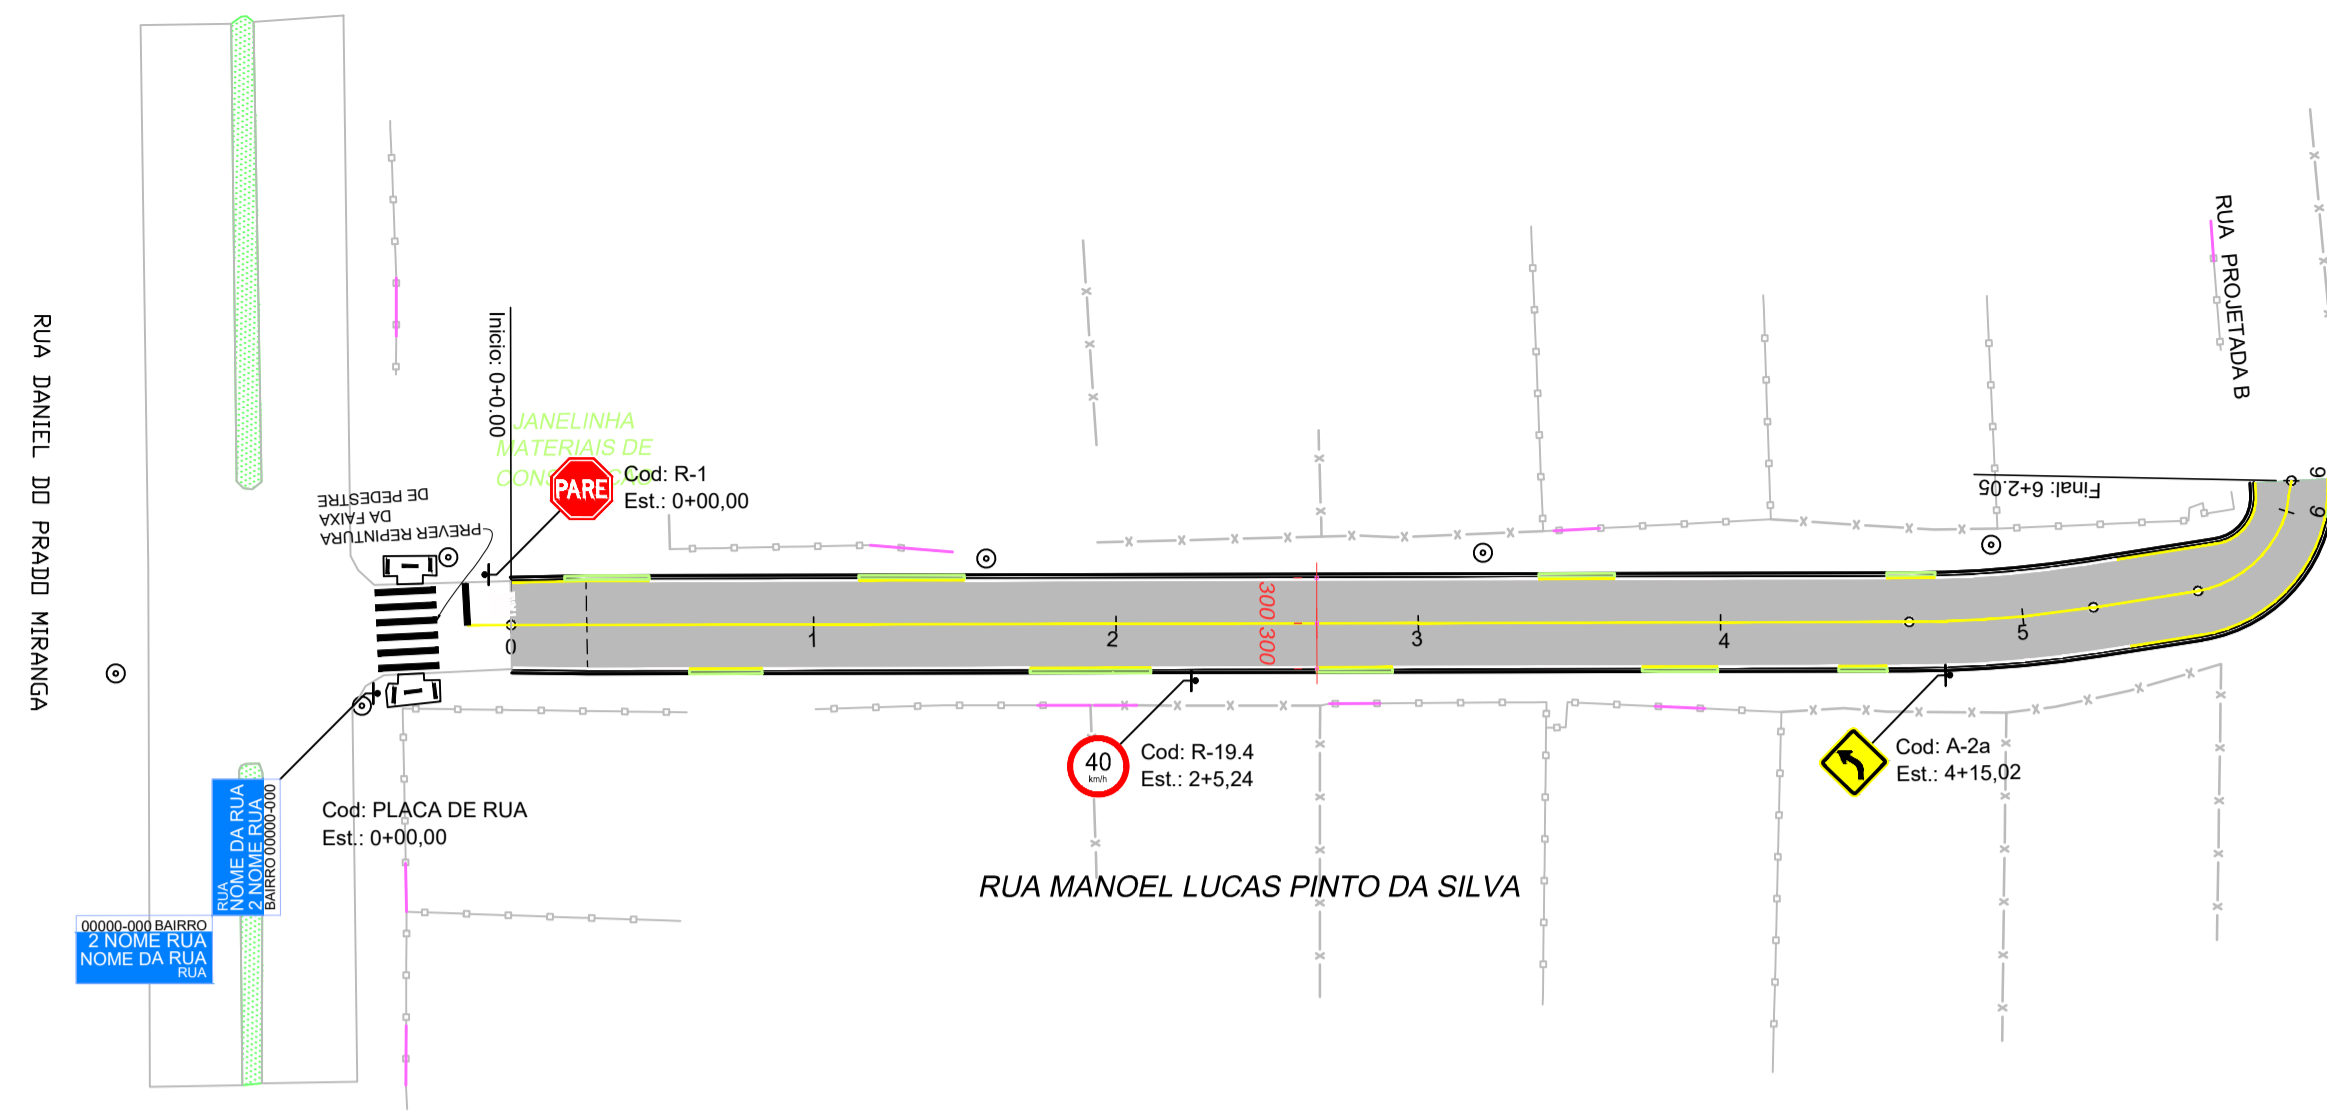 RUA DANIEL DO PRADO MIRANGA
Inicio: 0+0.00
JANELINHA
MATERIAIS DE
PARE
Cod: R-1
Est.: 0+00,00
PREVER REPINTURA
DA FAIXA
DE PEDESTRE
RUA PROJETADA B
Final: 6+2.05
6
6
0
1
2
3
4
5
300 300
40
km/h
Cod: R-19.4
Est.: 2+5,24
Cod: A-2a
Est.: 4+15,02
Cod: PLACA DE RUA
Est.: 0+00,00
RUA
NOME DA RUA
2 NOME RUA
BAIRRO 00000-000
00000-000 BAIRRO
2 NOME RUA
NOME DA RUA
RUA
RUA MANOEL LUCAS PINTO DA SILVA